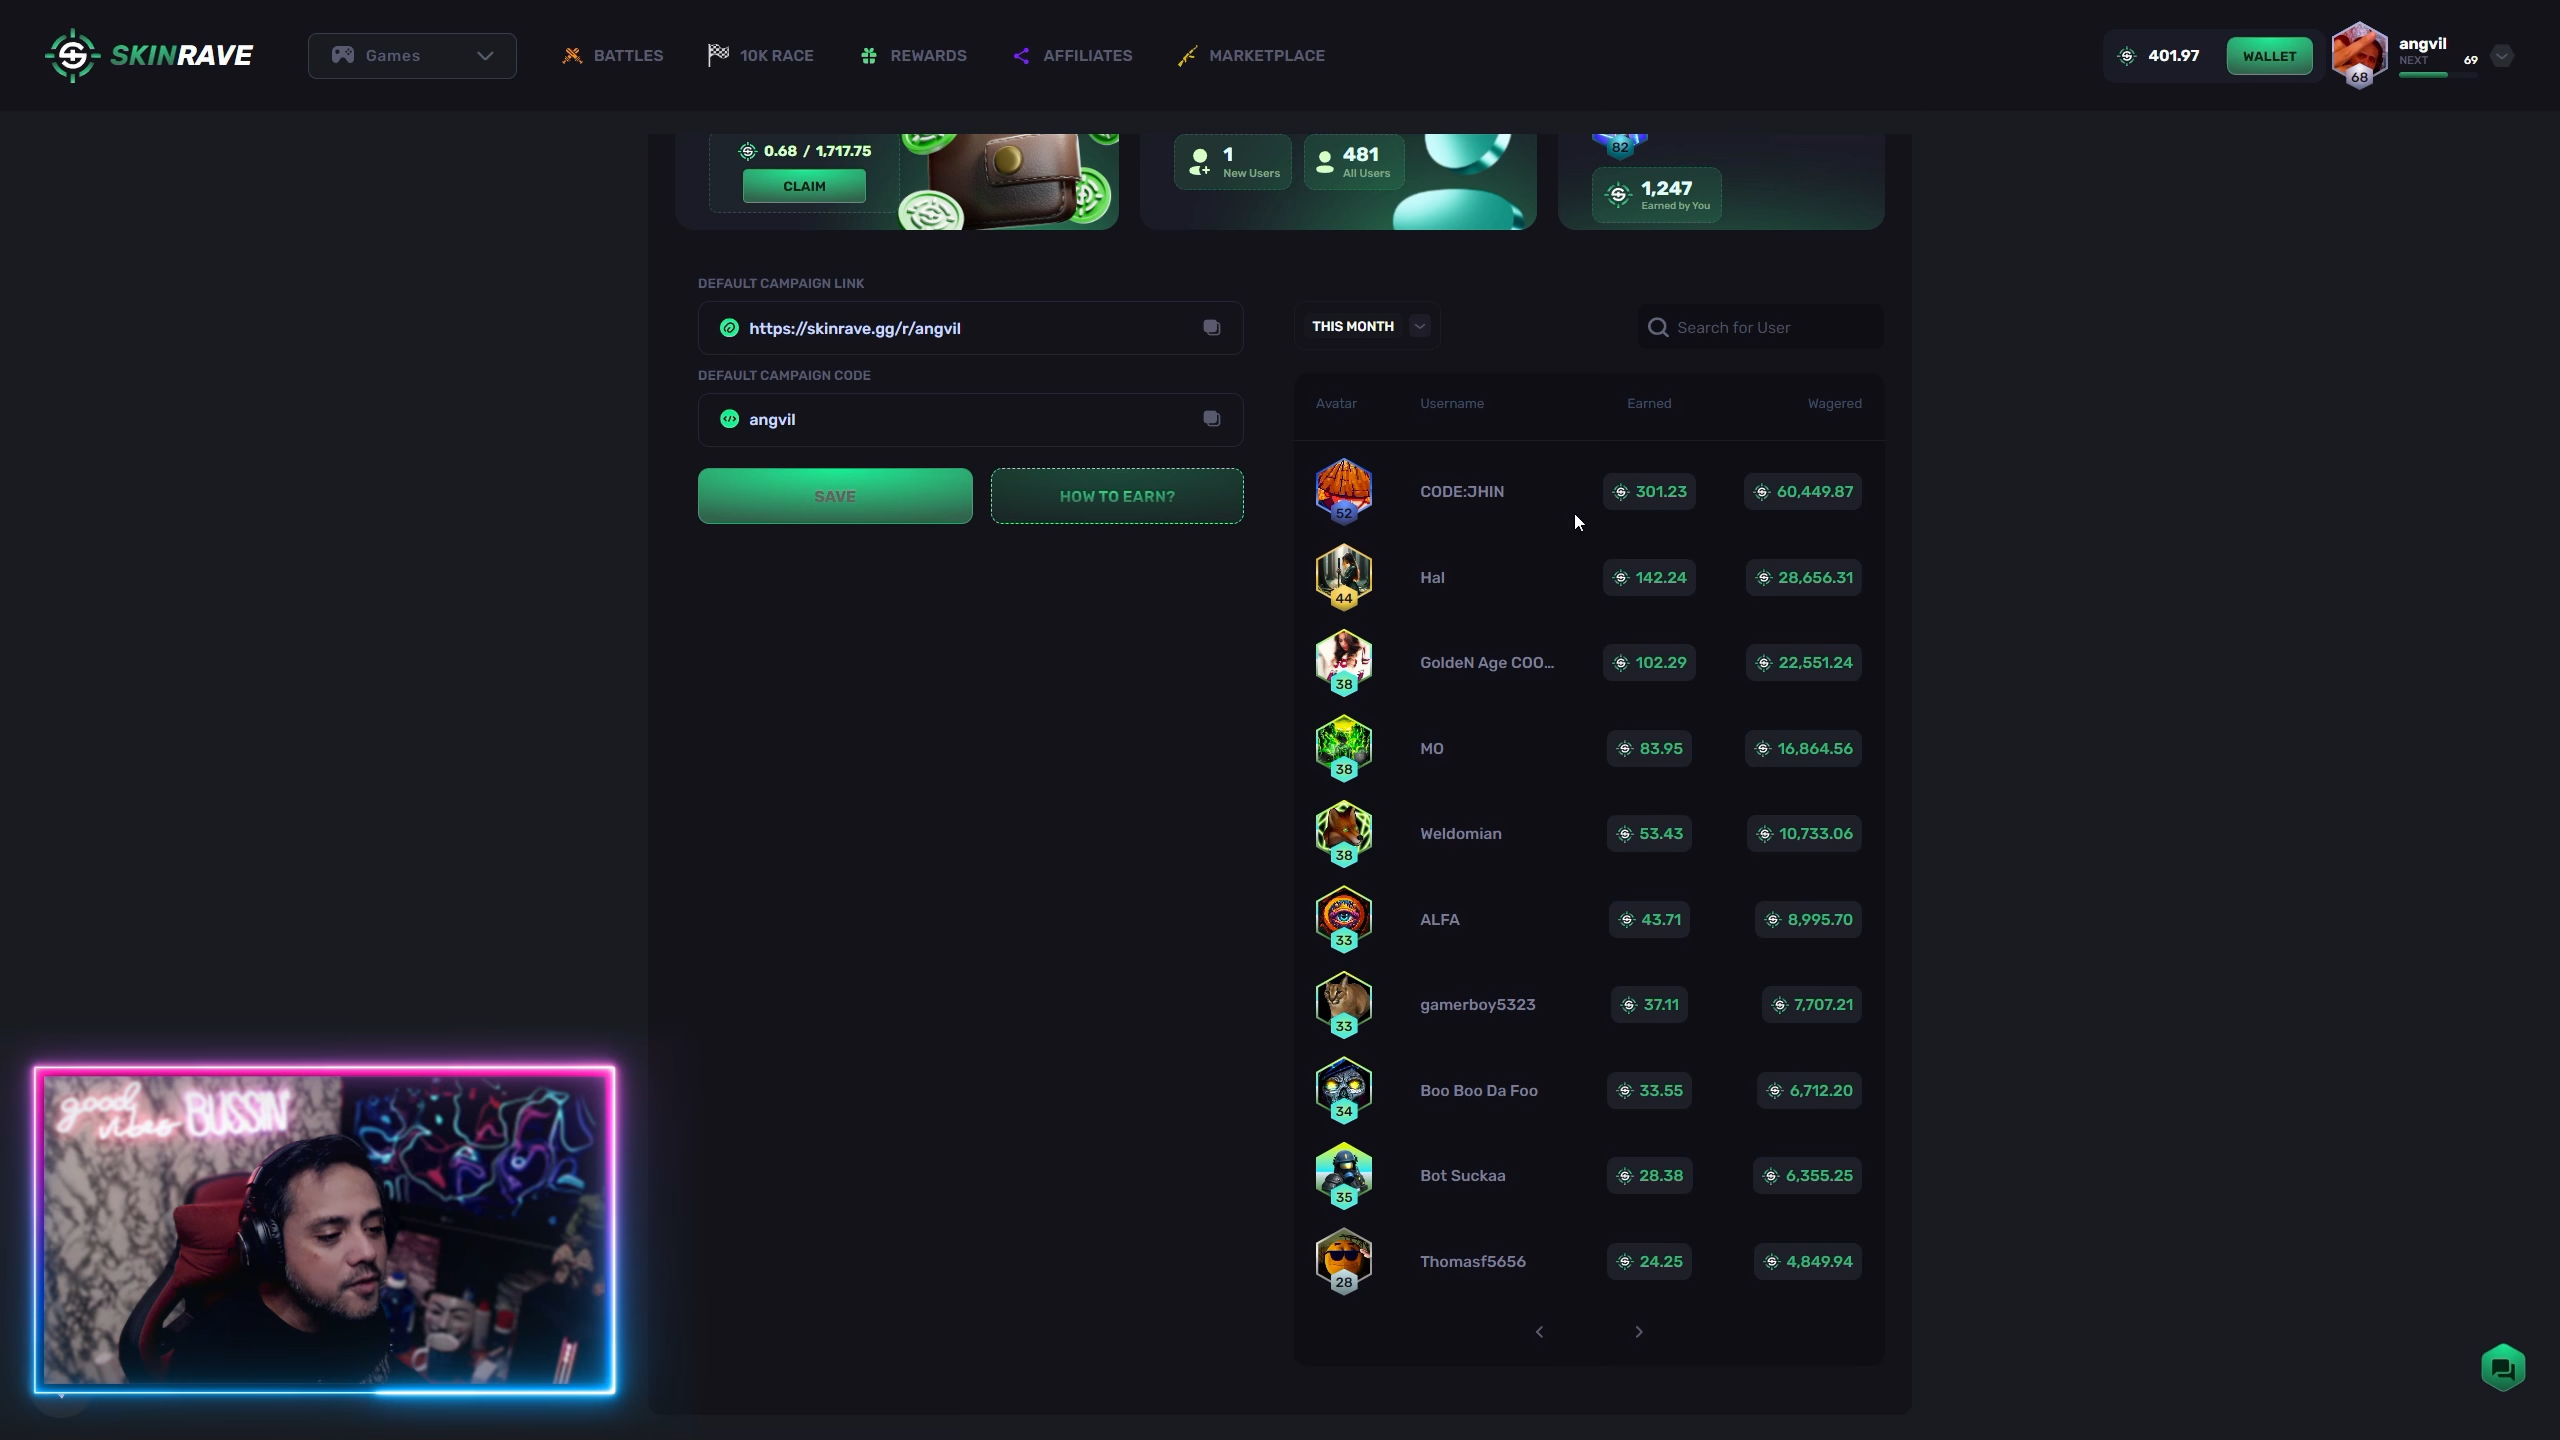 SKINRAVE
Games
BATTLES
10K RACE
REWARDS
AFFILIATES
MARKETPLACE
401.97
WALLET
68
angvil
NEXT 69
0.68 / 1,717.75
CLAIM
1
New Users
481
All Users
82
1,247
Earned by You
DEFAULT CAMPAIGN LINK
https://skinrave.gg/r/angvil
DEFAULT CAMPAIGN CODE
angvil
SAVE
HOW TO EARN?
THIS MONTH
Search for User
Avatar Username Earned Wagered
52 CODE:JHIN 301.23 60,449.87
44 Hal 142.24 28,656.31
38 GoldeN Age COO... 102.29 22,551.24
38 MO 83.95 16,864.56
38 Weldomian 53.43 10,733.06
33 ALFA 43.71 8,995.70
33 gamerboy5323 37.11 7,707.21
34 Boo Boo Da Foo 33.55 6,712.20
35 Bot Suckaa 28.38 6,355.25
28 Thomasf5656 24.25 4,849.94
good vibes
BUSSIN'